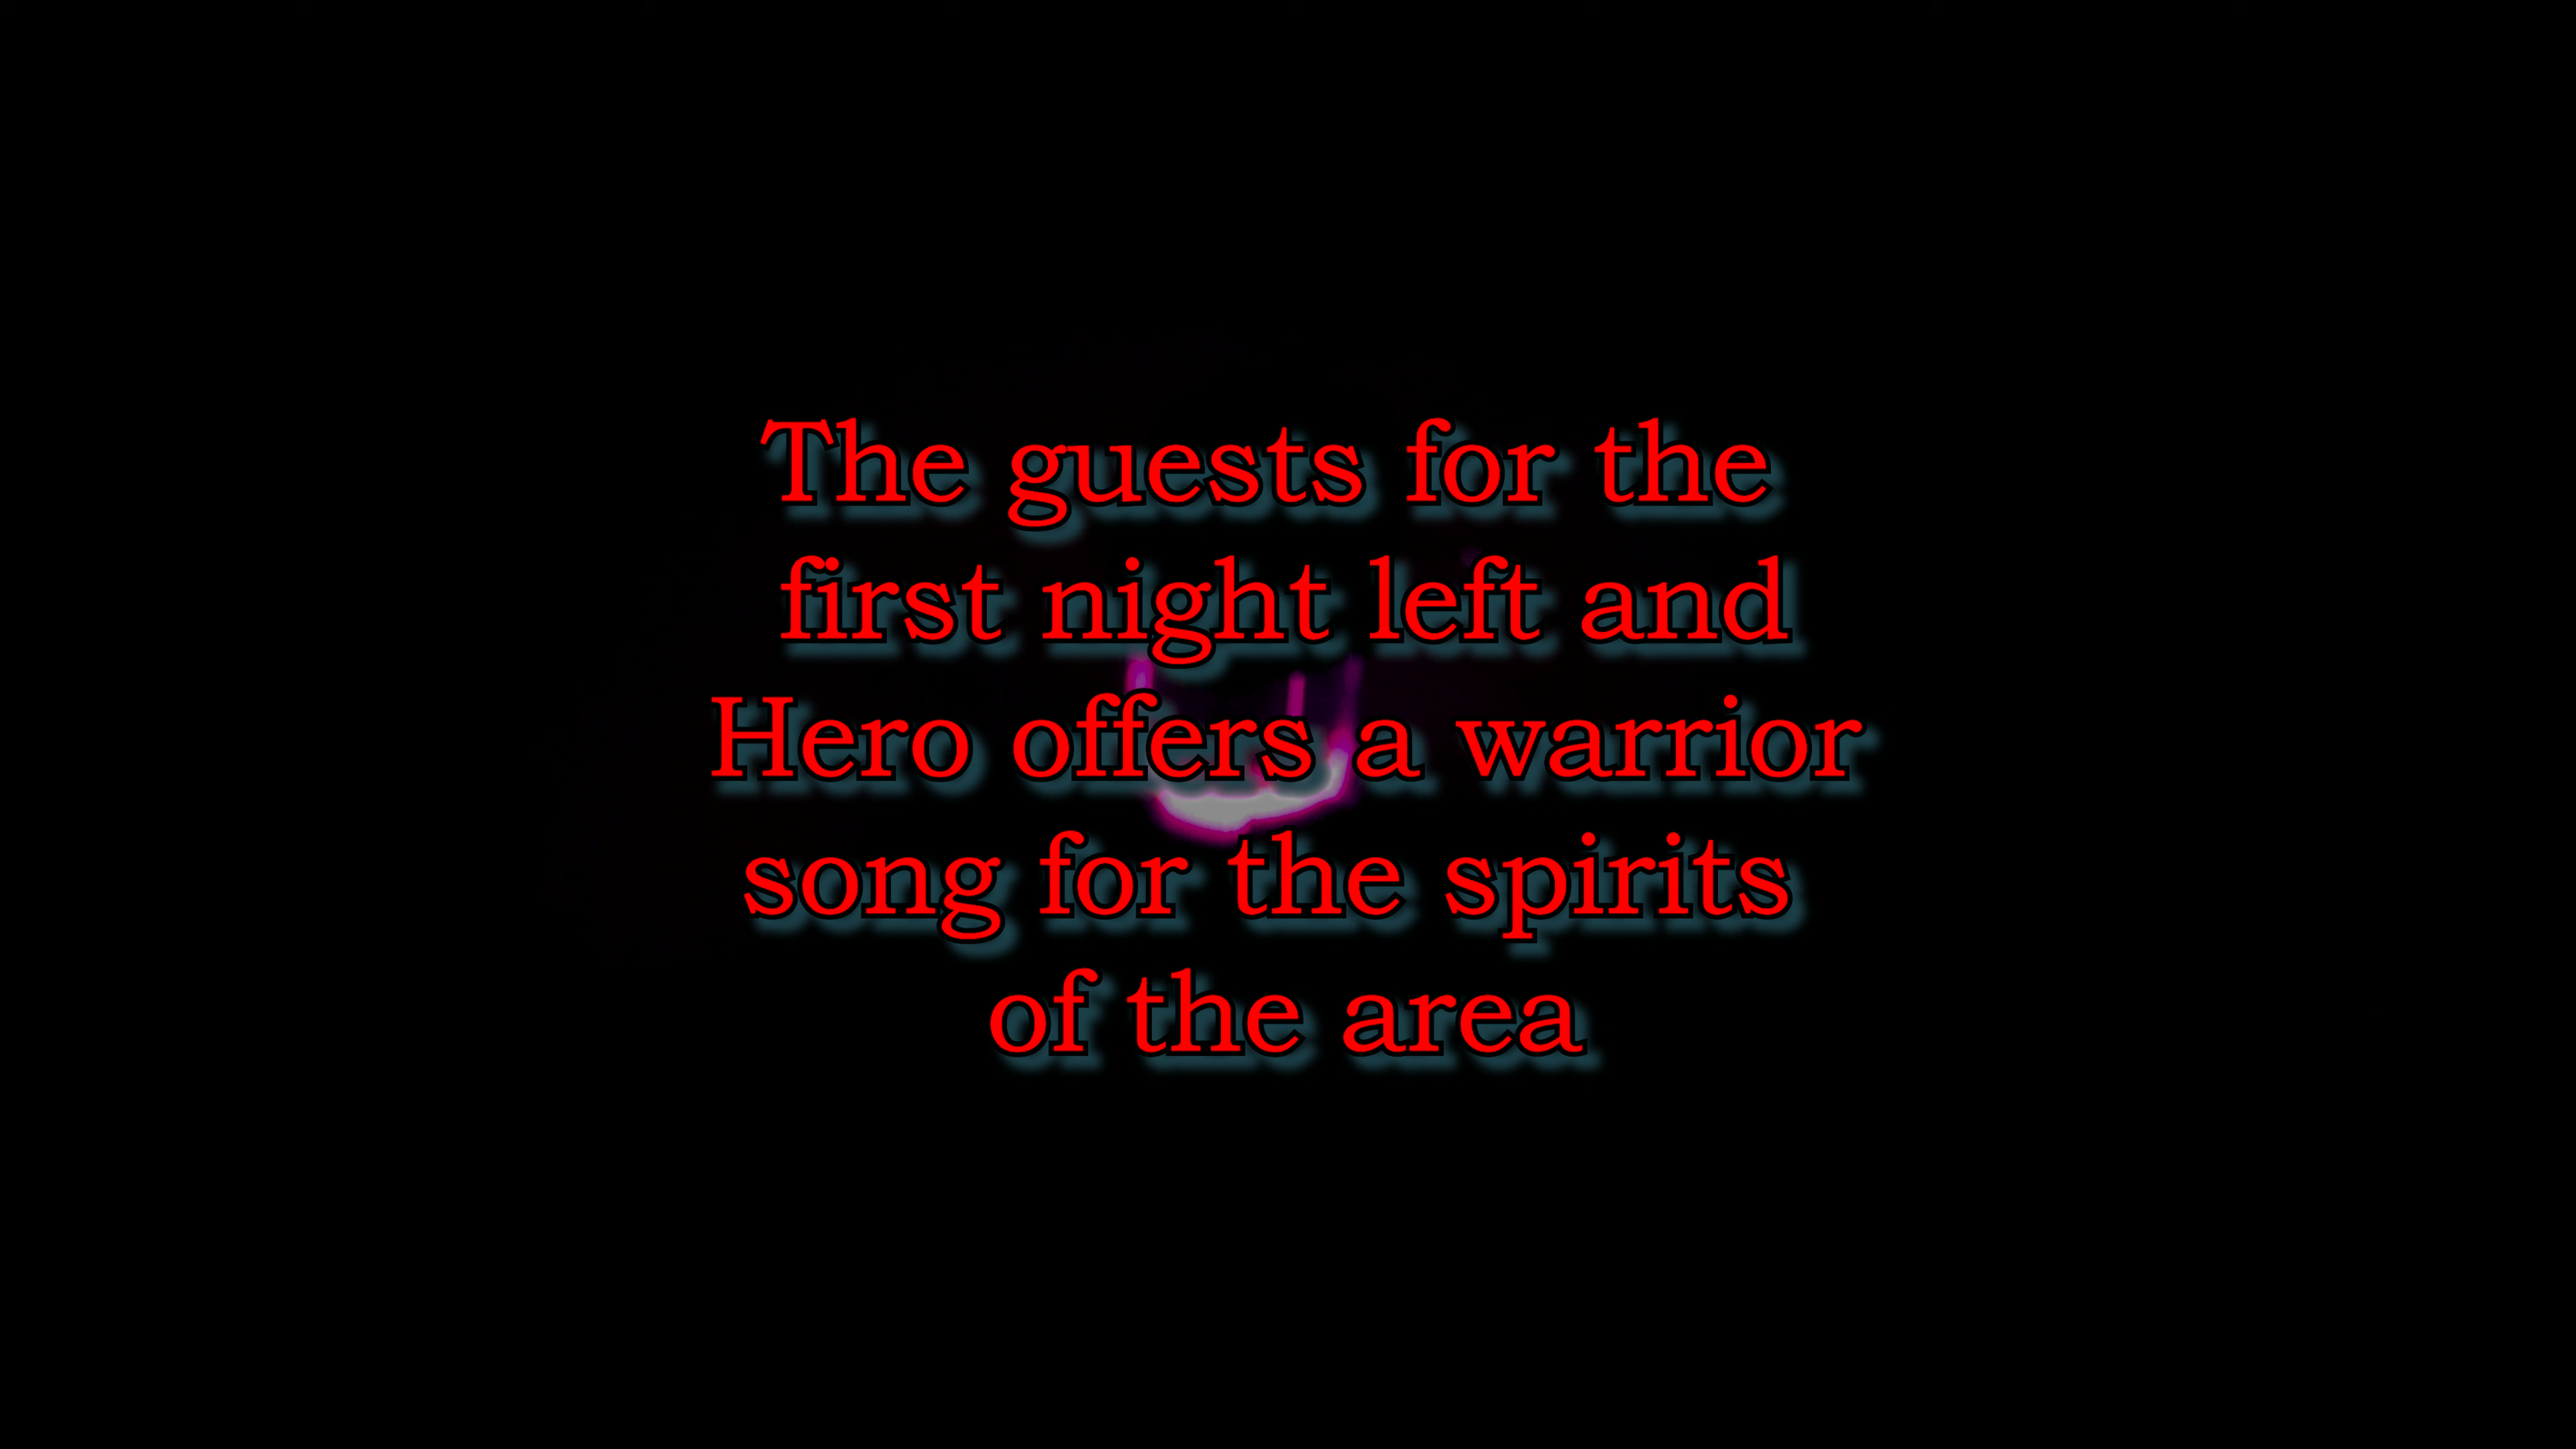 The guests for the
first night left and
Hero offers a warrior
song for the spirits
of the area